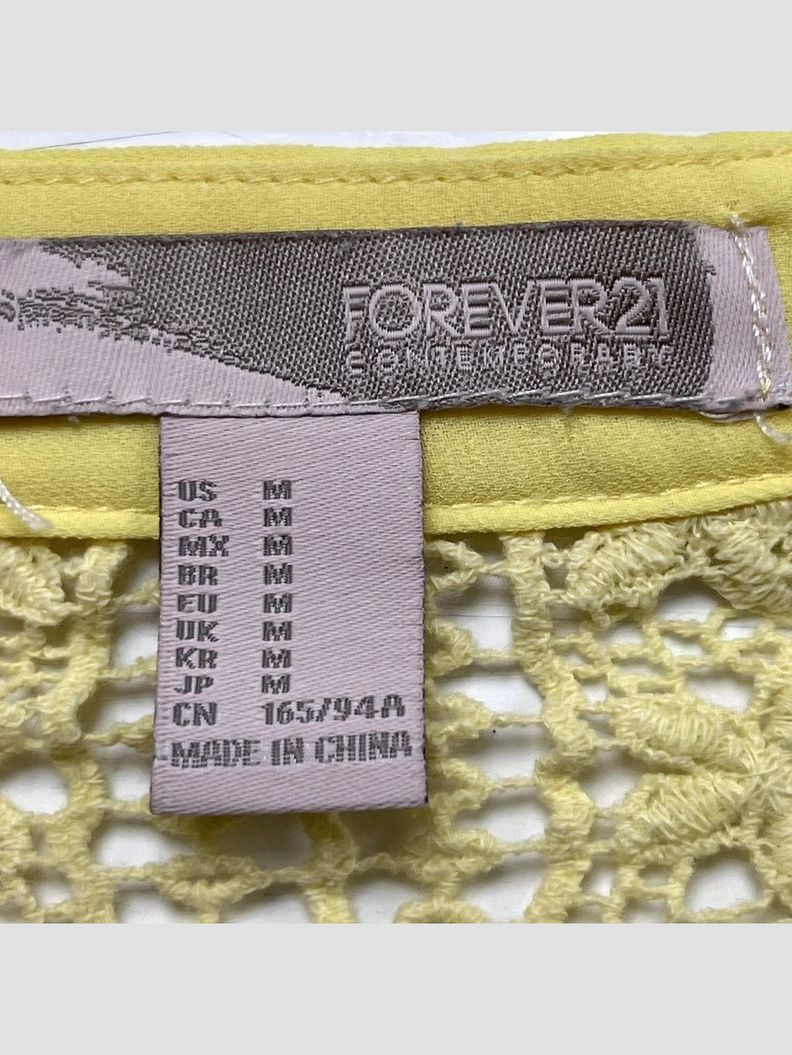 FOREVER21
CONTEMPORARY
US M
CA M
MX M
BR M
EU M
UK M
KR M
JP M
CN 165/94A
MADE IN CHINA